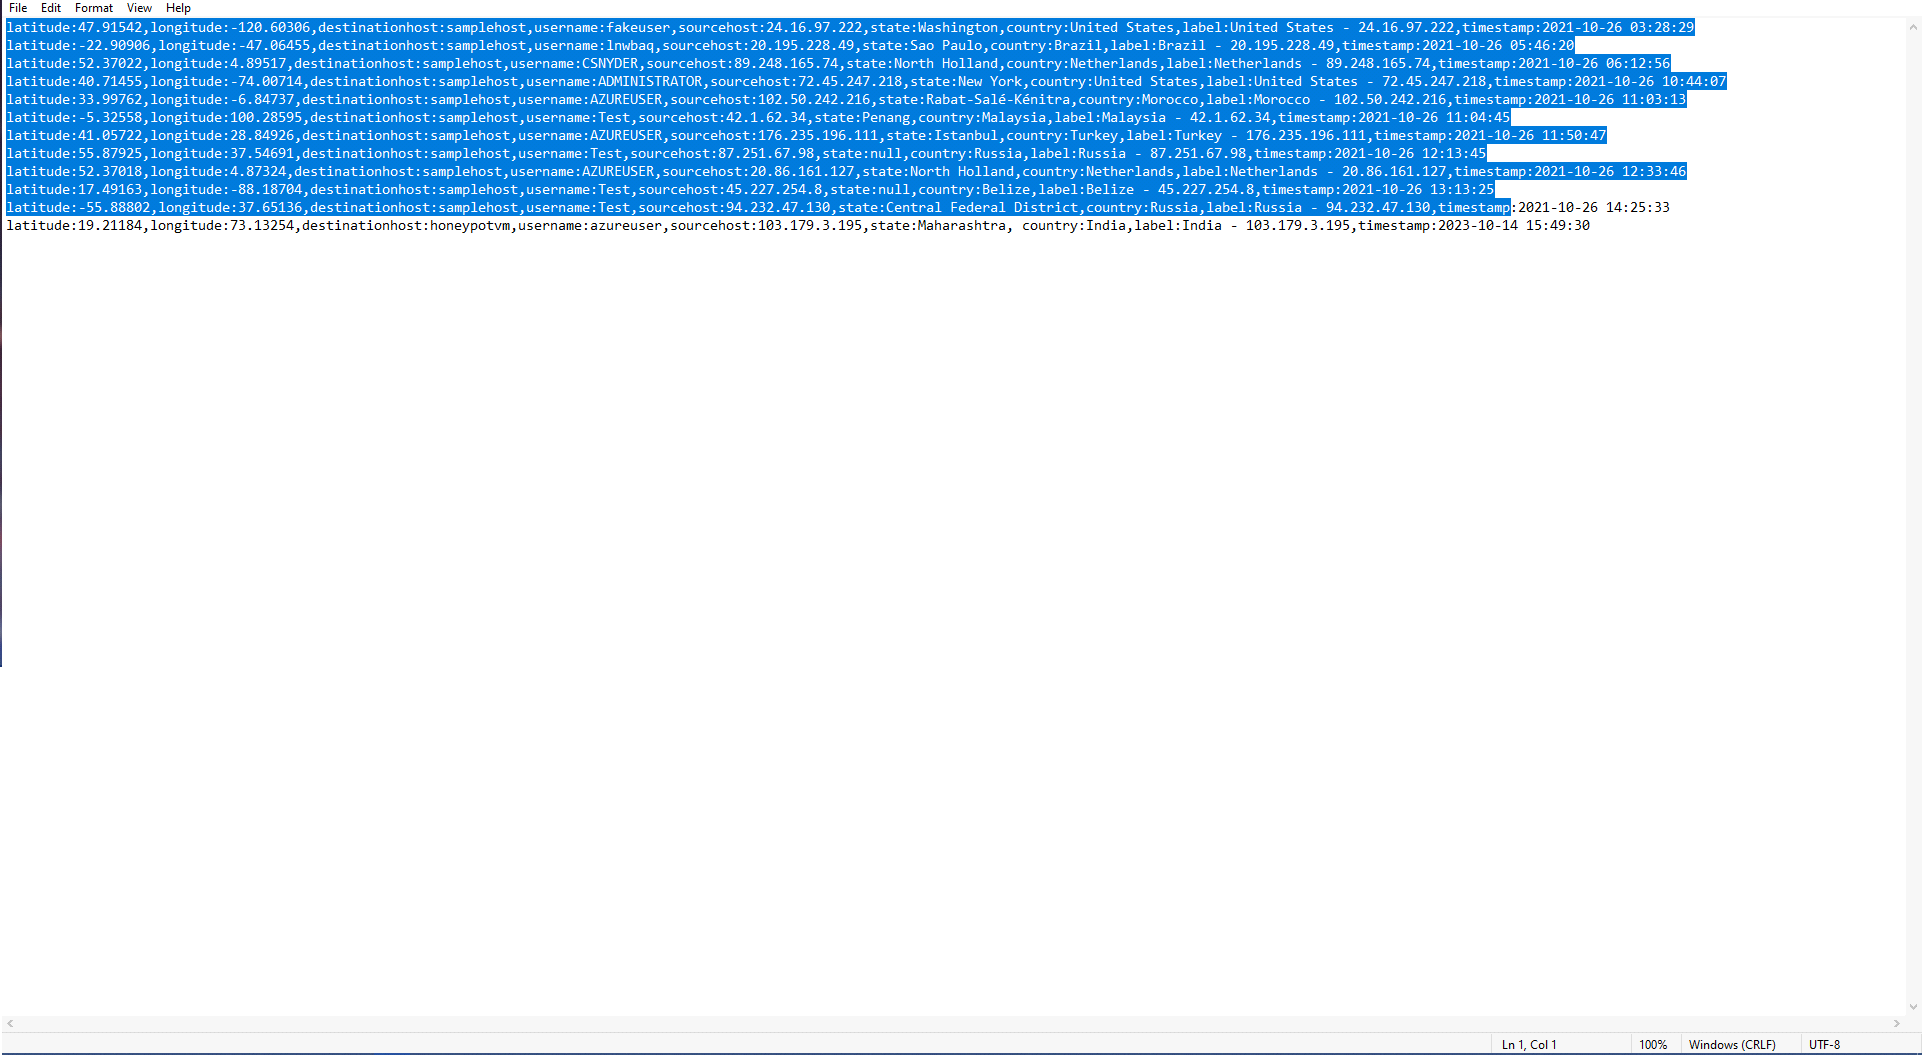 File Edit Format View Help
latitude:47.91542,longitude:-120.60306,destinationhost:samplehost,username:fakeuser,sourcehost:24.16.97.222,state:Washington,country:United States,label:United States - 24.16.97.222,timestamp:2021-10-26 03:28:29
latitude:-22.90906,longitude:-47.06455,destinationhost:samplehost,username:lnwbaq,sourcehost:20.195.228.49,state:Sao Paulo,country:Brazil,label:Brazil - 20.195.228.49,timestamp:2021-10-26 05:46:20
latitude:52.37022,longitude:4.89517,destinationhost:samplehost,username:CSNYDER,sourcehost:89.248.165.74,state:North Holland,country:Netherlands,label:Netherlands - 89.248.165.74,timestamp:2021-10-26 06:12:56
latitude:40.71455,longitude:-74.00714,destinationhost:samplehost,username:ADMINISTRATOR,sourcehost:72.45.247.218,state:New York,country:United States,label:United States - 72.45.247.218,timestamp:2021-10-26 10:44:07
latitude:33.99762,longitude:-6.84737,destinationhost:samplehost,username:AZUREUSER,sourcehost:102.50.242.216,state:Rabat-Salé-Kénitra,country:Morocco,label:Morocco - 102.50.242.216,timestamp:2021-10-26 11:03:13
latitude:-5.32558,longitude:100.28595,destinationhost:samplehost,username:Test,sourcehost:42.1.62.34,state:Penang,country:Malaysia,label:Malaysia - 42.1.62.34,timestamp:2021-10-26 11:04:45
latitude:41.05722,longitude:28.84926,destinationhost:samplehost,username:AZUREUSER,sourcehost:176.235.196.111,state:Istanbul,country:Turkey,label:Turkey - 176.235.196.111,timestamp:2021-10-26 11:50:47
latitude:55.87925,longitude:37.54691,destinationhost:samplehost,username:Test,sourcehost:87.251.67.98,state:null,country:Russia,label:Russia - 87.251.67.98,timestamp:2021-10-26 12:13:45
latitude:52.37018,longitude:4.87324,destinationhost:samplehost,username:AZUREUSER,sourcehost:20.86.161.127,state:North Holland,country:Netherlands,label:Netherlands - 20.86.161.127,timestamp:2021-10-26 12:33:46
latitude:17.49163,longitude:-88.18704,destinationhost:samplehost,username:Test,sourcehost:45.227.254.8,state:null,country:Belize,label:Belize - 45.227.254.8,timestamp:2021-10-26 13:13:25
latitude:-55.88802,longitude:37.65136,destinationhost:samplehost,username:Test,sourcehost:94.232.47.130,state:Central Federal District,country:Russia,label:Russia - 94.232.47.130,timestamp:2021-10-26 14:25:33
latitude:19.21184,longitude:73.13254,destinationhost:honeypotvm,username:azureuser,sourcehost:103.179.3.195,state:Maharashtra, country:India,label:India - 103.179.3.195,timestamp:2023-10-14 15:49:30
Ln 1, Col 1 100% Windows (CRLF) UTF-8